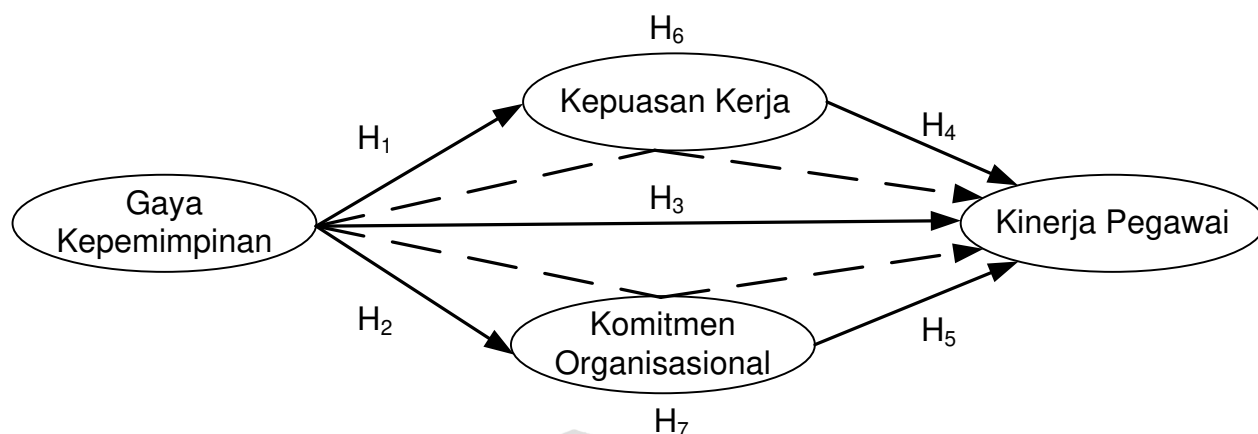 H₆
Kepuasan Kerja
H₁
H₄
Gaya
Kepemimpinan
H₃
Kinerja Pegawai
H₂
Komitmen
Organisasional
H₅
H₇